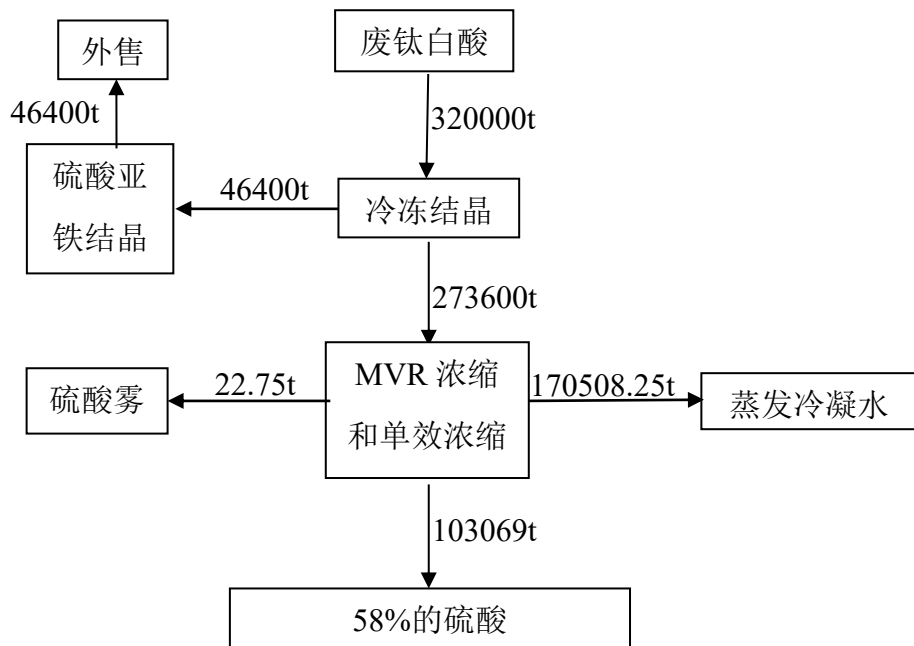 外售
废钛白酸
46400t
320000t
硫酸亚
铁结晶
46400t
冷冻结晶
273600t
硫酸雾
22.75t
MVR 浓缩
和单效浓缩
170508.25t
蒸发冷凝水
103069t
58%的硫酸